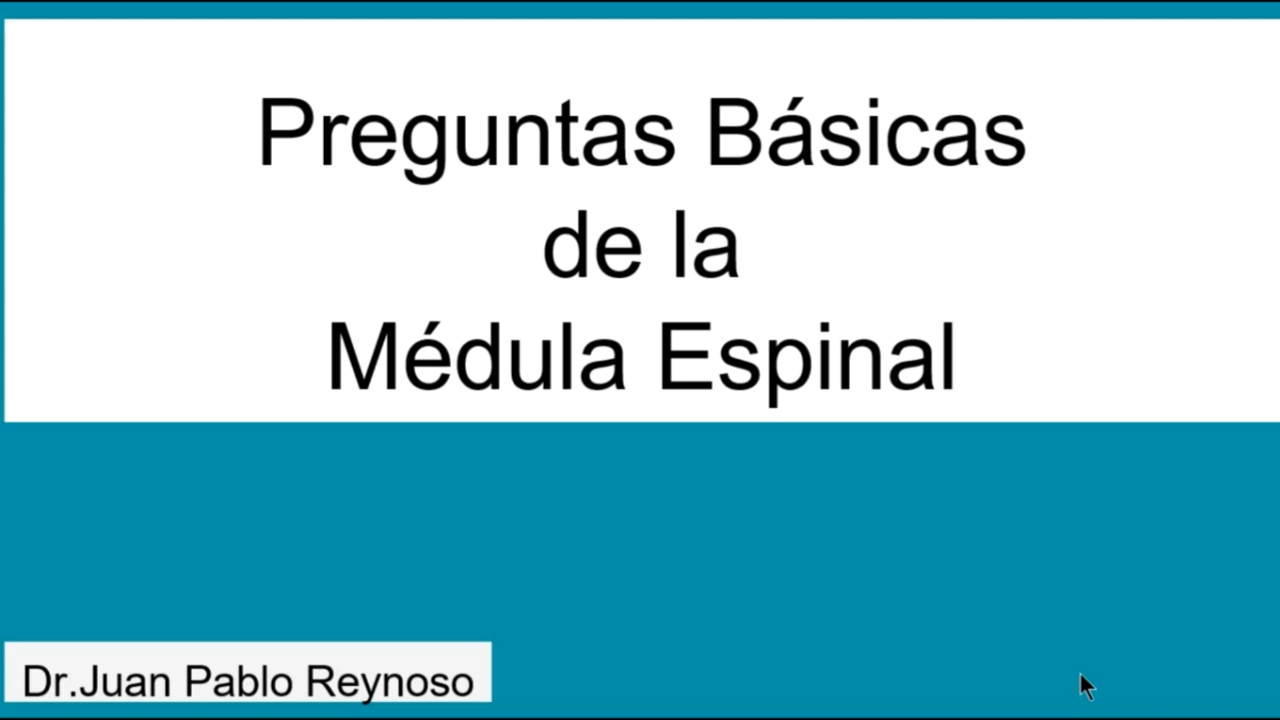 Preguntas Básicas
de la
Médula Espinal
Dr.Juan Pablo Reynoso